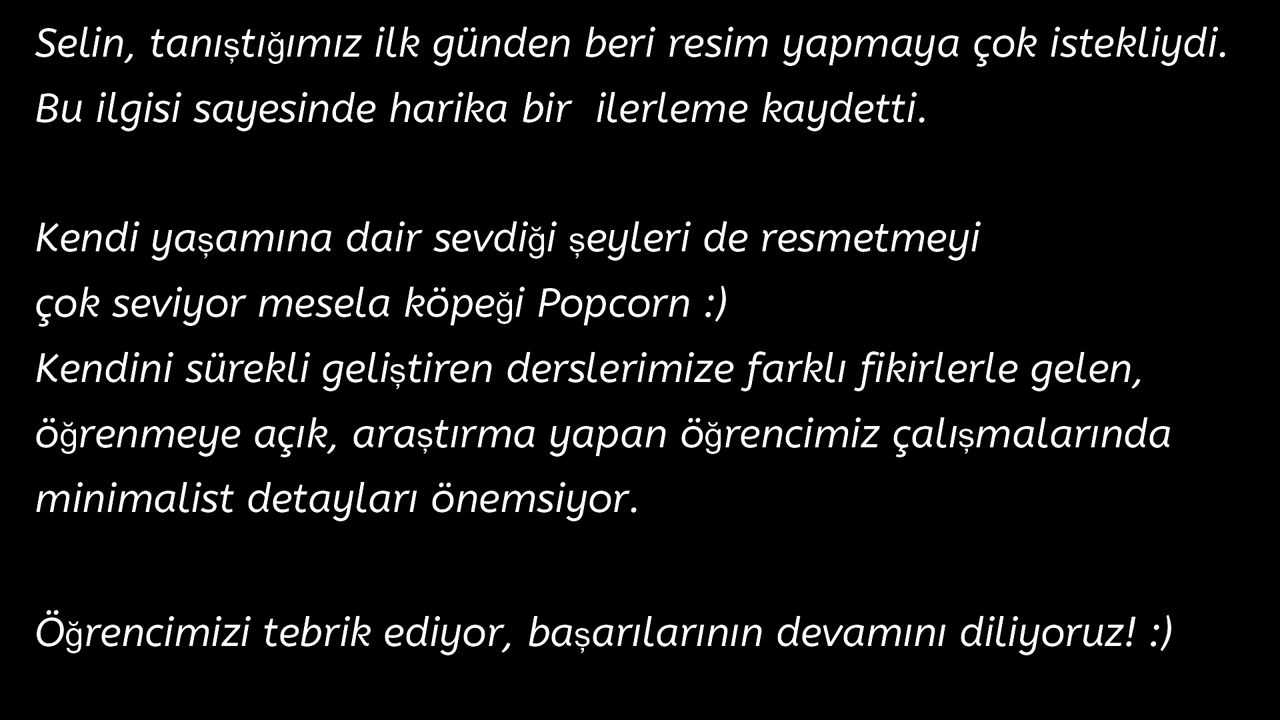 Selin, tanıştığımız ilk günden beri resim yapmaya çok istekliydi.
Bu ilgisi sayesinde harika bir  ilerleme kaydetti.
Kendi yaşamına dair sevdiği şeyleri de resmetmeyi
çok seviyor mesela köpeği Popcorn :)
Kendini sürekli geliştiren derslerimize farklı fikirlerle gelen,
öğrenmeye açık, araştırma yapan öğrencimiz çalışmalarında
minimalist detayları önemsiyor.
Öğrencimizi tebrik ediyor, başarılarının devamını diliyoruz! :)